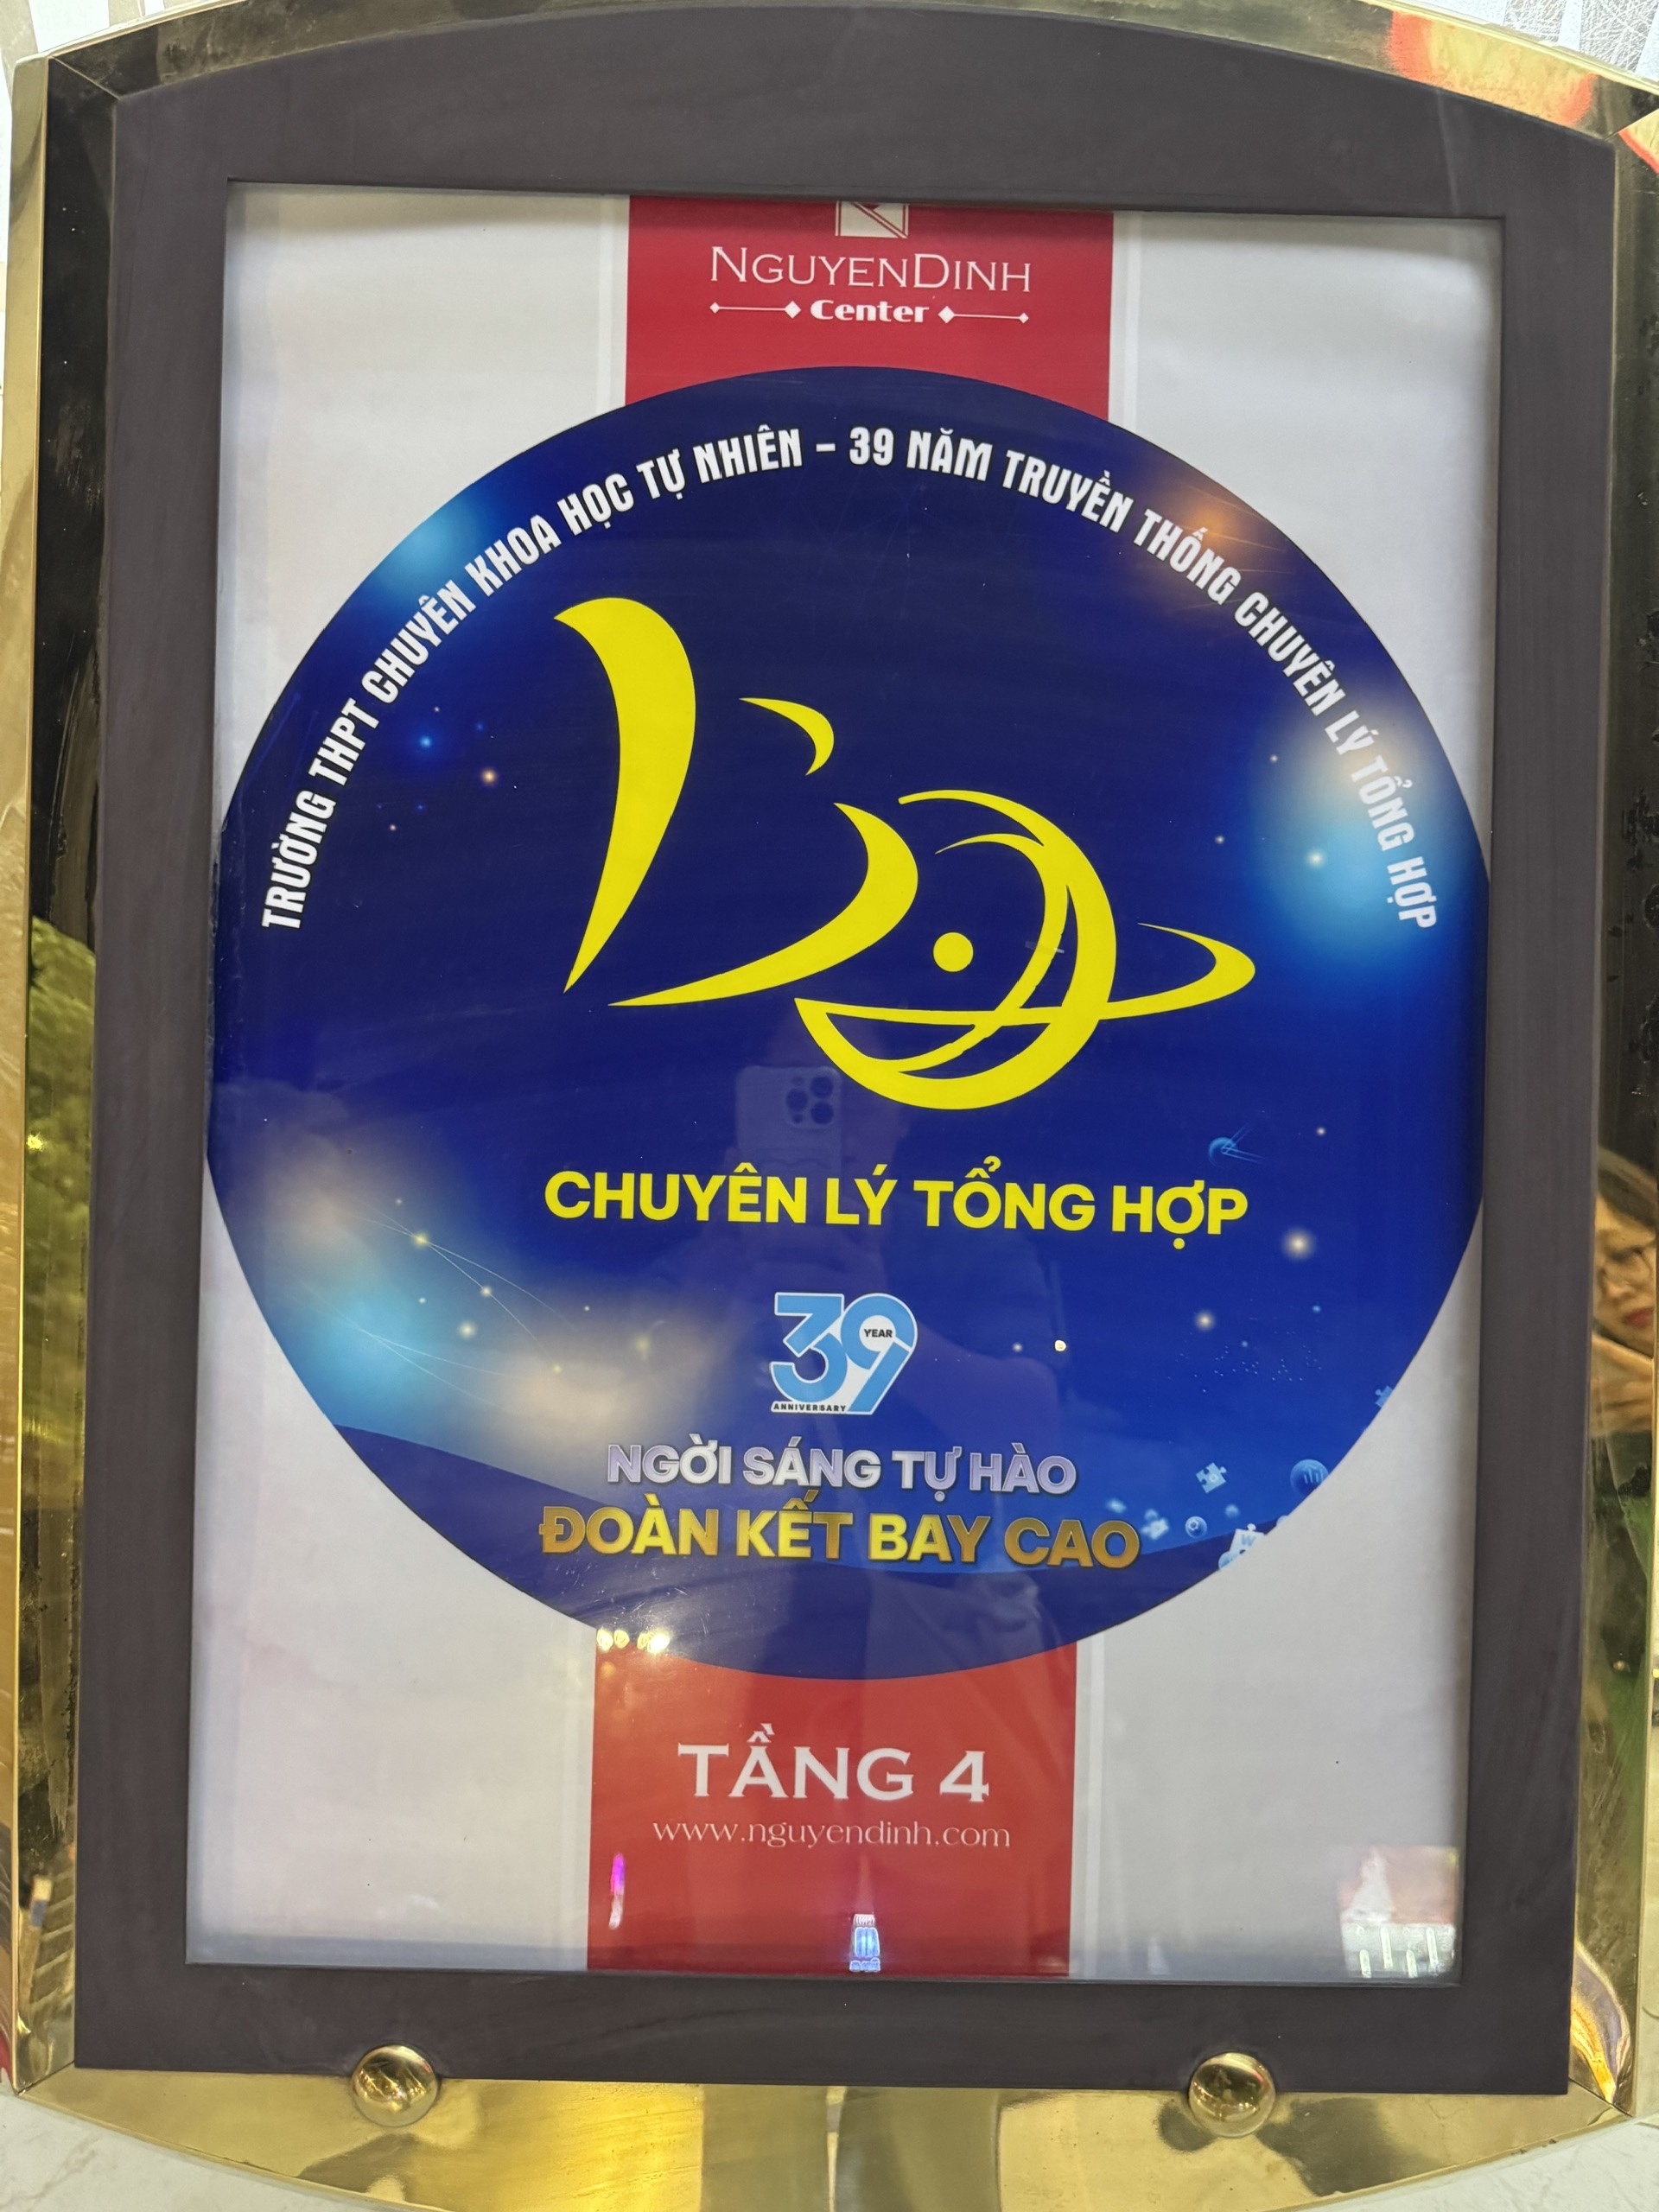 NGUYENDINH
Center
TRƯỜNG THPT CHUYÊN KHOA HỌC TỰ NHIÊN – 39 NĂM TRUYỀN THỐNG CHUYÊN LÝ TỔNG HỢP
CHUYÊN LÝ TỔNG HỢP
39
YEAR
ANNIVERSARY
NGỜI SÁNG TỰ HÀO
ĐOÀN KẾT BAY CAO
TẦNG 4
www.nguyendinh.com